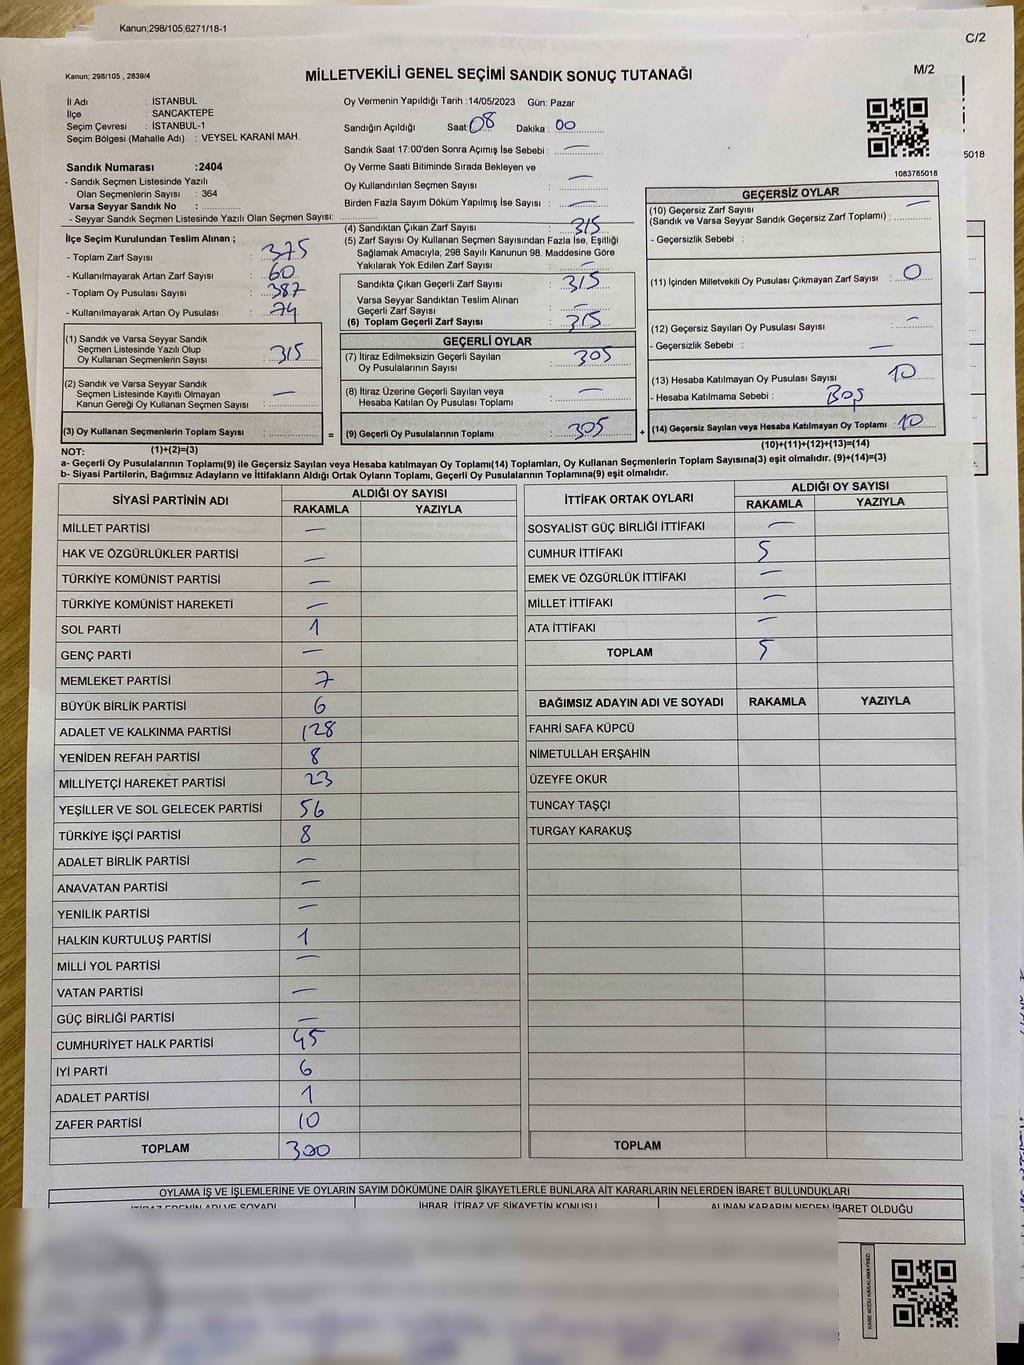 Kanun;298/105,6271/18-1
C/2
Kanun; 298/105 , 2839/4
MİLLETVEKİLİ GENEL SEÇİMİ SANDIK SONUÇ TUTANAĞI
M/2
İl Adı : İSTANBUL
İlçe : SANCAKTEPE
Seçim Çevresi : İSTANBUL-1
Seçim Bölgesi (Mahalle Adı) : VEYSEL KARANİ MAH.
Oy Vermenin Yapıldığı Tarih :14/05/2023 Gün: Pazar
Sandığın Açıldığı Saat: 08 Dakika : 00
Sandık Saat 17:00'den Sonra Açımış İse Sebebi : —
Oy Verme Saati Bitiminde Sırada Bekleyen ve
Oy Kullandırılan Seçmen Sayısı : —
Birden Fazla Sayım Döküm Yapılmış İse Sayısı : —
5018
1083785018
Sandık Numarası :2404
- Sandık Seçmen Listesinde Yazılı
Olan Seçmenlerin Sayısı : 364
Varsa Seyyar Sandık No :
- Seyyar Sandık Seçmen Listesinde Yazılı Olan Seçmen Sayısı:
İlçe Seçim Kurulundan Teslim Alınan ;
- Toplam Zarf Sayısı : 375
- Kullanılmayarak Artan Zarf Sayısı : 60
- Toplam Oy Pusulası Sayısı : 387
- Kullanılmayarak Artan Oy Pusulası : 74
(1) Sandık ve Varsa Seyyar Sandık
Seçmen Listesinde Yazılı Olup
Oy Kullanan Seçmenlerin Sayısı : 315
(2) Sandık ve Varsa Seyyar Sandık
Seçmen Listesinde Kayıtlı Olmayan
Kanun Gereği Oy Kullanan Seçmen Sayısı : —
(3) Oy Kullanan Seçmenlerin Toplam Sayısı :
(4) Sandıktan Çıkan Zarf Sayısı : 315
(5) Zarf Sayısı Oy Kullanan Seçmen Sayısından Fazla İse, Eşitliği
Sağlamak Amacıyla, 298 Sayılı Kanunun 98. Maddesine Göre
Yakılarak Yok Edilen Zarf Sayısı : —
Sandıkta Çıkan Geçerli Zarf Sayısı : 315
Varsa Seyyar Sandıktan Teslim Alınan
Geçerli Zarf Sayısı : —
(6) Toplam Geçerli Zarf Sayısı : 315
GEÇERLİ OYLAR
(7) İtiraz Edilmeksizin Geçerli Sayılan
Oy Pusulalarının Sayısı : 305
(8) İtiraz Üzerine Geçerli Sayılan veya
Hesaba Katılan Oy Pusulası Toplamı : —
= (9) Geçerli Oy Pusulalarının Toplamı : 305 +
GEÇERSİZ OYLAR
(10) Geçersiz Zarf Sayısı
(Sandık ve Varsa Seyyar Sandık Geçersiz Zarf Toplamı) : —
- Geçersizlik Sebebi :
(11) İçinden Milletvekili Oy Pusulası Çıkmayan Zarf Sayısı : 0
(12) Geçersiz Sayılan Oy Pusulası Sayısı : —
- Geçersizlik Sebebi : —
(13) Hesaba Katılmayan Oy Pusulası Sayısı : 10
- Hesaba Katılmama Sebebi : Boş
(14) Geçersiz Sayılan veya Hesaba Katılmayan Oy Toplamı : 10
NOT: (1)+(2)=(3)
(10)+(11)+(12)+(13)=(14)
a- Geçerli Oy Pusulalarının Toplamı(9) ile Geçersiz Sayılan veya Hesaba katılmayan Oy Toplamı(14) Toplamları, Oy Kullanan Seçmenlerin Toplam Sayısına(3) eşit olmalıdır. (9)+(14)=(3)
b- Siyasi Partilerin, Bağımsız Adayların ve İttifakların Aldığı Ortak Oyların Toplamı, Geçerli Oy Pusulalarının Toplamına(9) eşit olmalıdır.
SİYASİ PARTİNİN ADI ALDIĞI OY SAYISI
RAKAMLA YAZIYLA
MİLLET PARTİSİ —
HAK VE ÖZGÜRLÜKLER PARTİSİ —
TÜRKİYE KOMÜNİST PARTİSİ —
TÜRKİYE KOMÜNİST HAREKETİ —
SOL PARTİ 1
GENÇ PARTİ —
MEMLEKET PARTİSİ 7
BÜYÜK BİRLİK PARTİSİ 6
ADALET VE KALKINMA PARTİSİ 128
YENİDEN REFAH PARTİSİ 8
MİLLİYETÇİ HAREKET PARTİSİ 23
YEŞİLLER VE SOL GELECEK PARTİSİ 56
TÜRKİYE İŞÇİ PARTİSİ 8
ADALET BİRLİK PARTİSİ —
ANAVATAN PARTİSİ —
YENİLİK PARTİSİ —
HALKIN KURTULUŞ PARTİSİ 1
MİLLİ YOL PARTİSİ —
VATAN PARTİSİ —
GÜÇ BİRLİĞİ PARTİSİ —
CUMHURİYET HALK PARTİSİ 45
İYİ PARTİ 6
ADALET PARTİSİ 1
ZAFER PARTİSİ 10
TOPLAM 300
İTTİFAK ORTAK OYLARI ALDIĞI OY SAYISI
RAKAMLA YAZIYLA
SOSYALİST GÜÇ BİRLİĞİ İTTİFAKI —
CUMHUR İTTİFAKI 5
EMEK VE ÖZGÜRLÜK İTTİFAKI —
MİLLET İTTİFAKI —
ATA İTTİFAKI —
TOPLAM 5
BAĞIMSIZ ADAYIN ADI VE SOYADI RAKAMLA YAZIYLA
FAHRİ SAFA KÜPCÜ
NİMETULLAH ERŞAHİN
ÜZEYFE OKUR
TUNCAY TAŞÇI
TURGAY KARAKUŞ
TOPLAM
OYLAMA İŞ VE İŞLEMLERİNE VE OYLARIN SAYIM DÖKÜMÜNE DAİR ŞİKAYETLERLE BUNLARA AİT KARARLARIN NELERDEN İBARET BULUNDUKLARI
İTİRAZ EDENİN ADI VE SOYADI İHBAR, İTİRAZ VE ŞİKAYETİN KONUSU ALINAN KARARIN NEDEN İBARET OLDUĞU